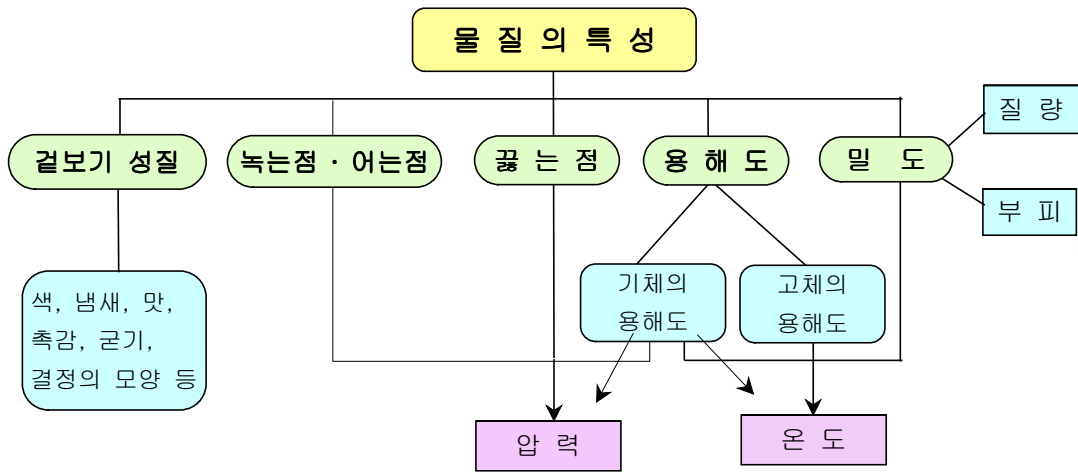 물 질 의 특 성
겉보기 성질
녹는점 · 어는점
끓 는 점
용 해 도
밀 도
질 량
부 피
색, 냄새, 맛,
촉감, 굳기,
결정의 모양 등
기체의
용해도
고체의
용해도
압 력
온 도